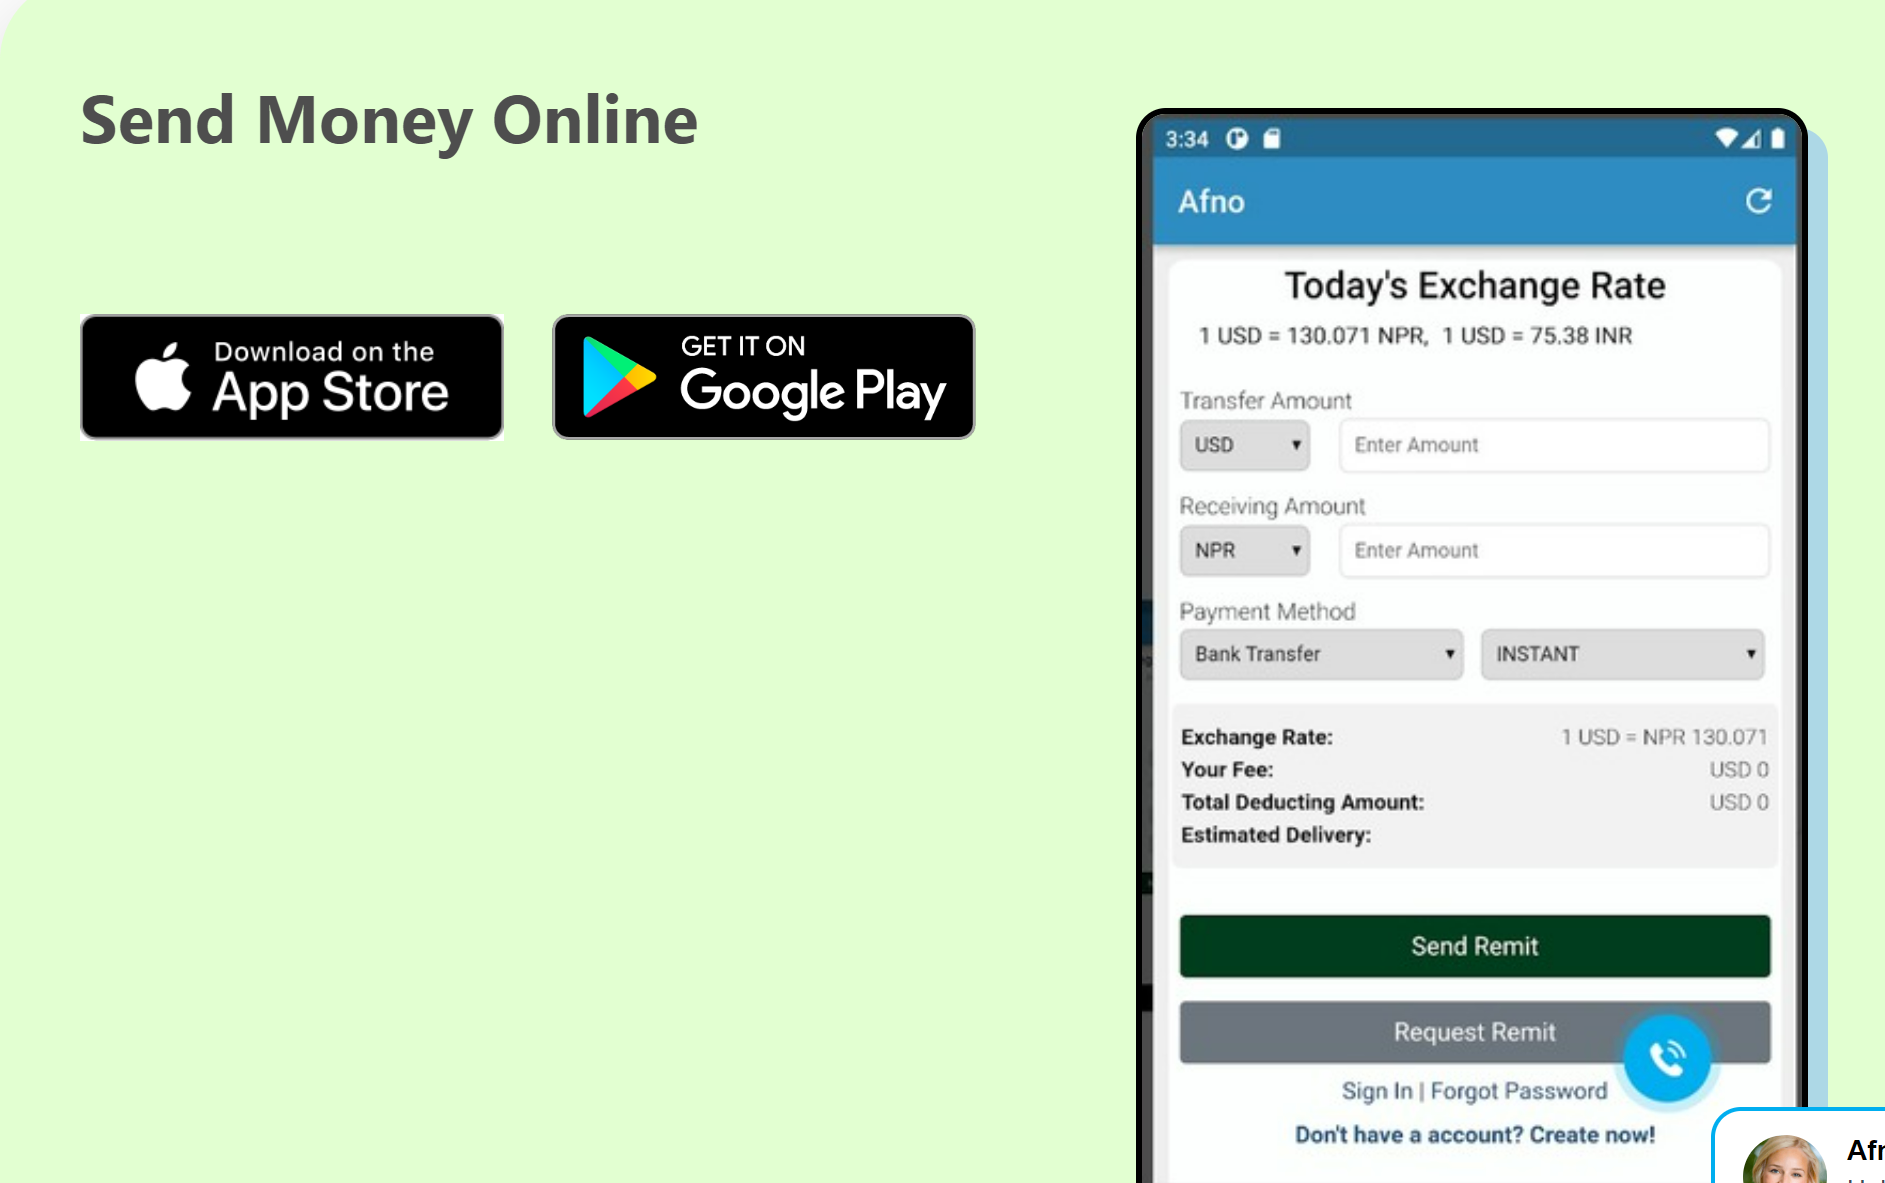 Send Money Online
Download on the
App Store
GET IT ON
Google Play
3:34
Afno
Today's Exchange Rate
1 USD = 130.071 NPR, 1 USD = 75.38 INR
Transfer Amount
USD
Enter Amount
Receiving Amount
NPR
Enter Amount
Payment Method
Bank Transfer
INSTANT
Exchange Rate: 1 USD = NPR 130.071
Your Fee: USD 0
Total Deducting Amount: USD 0
Estimated Delivery:
Send Remit
Request Remit
Sign In | Forgot Password
Don't have a account? Create now!